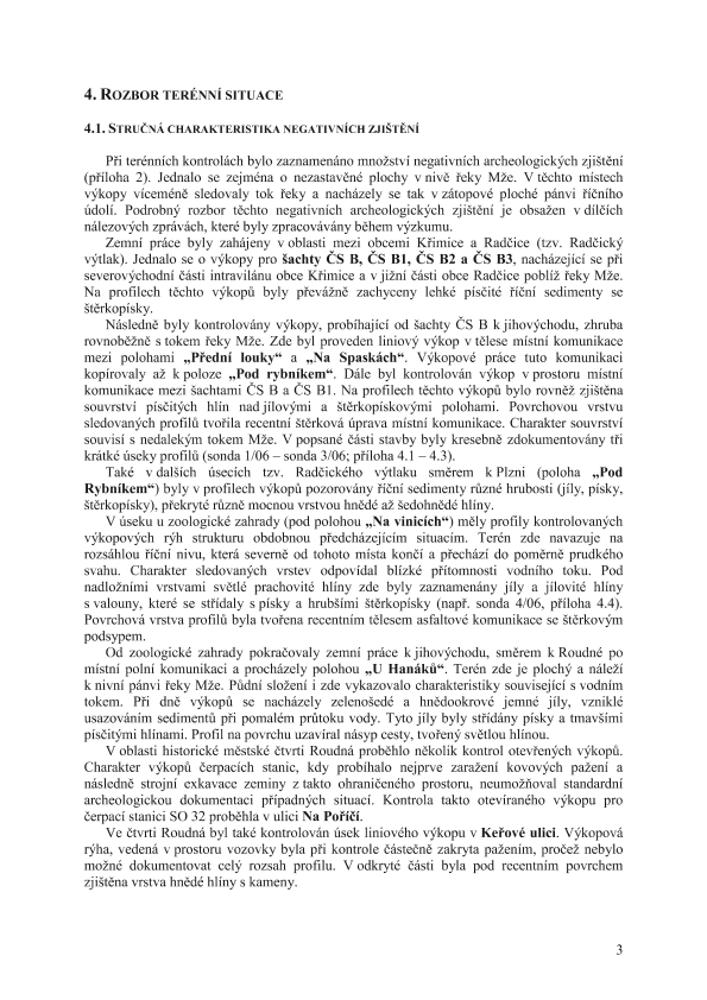 4. ROZBOR TERÉNNÍ SITUACE
4.1. STRUČNÁ CHARAKTERISTIKA NEGATIVNÍCH ZJIŠTĚNÍ
Při terénních kontrolách bylo zaznamenáno množství negativních archeologických zjištění
(příloha 2). Jednalo se zejména o nezastavěné plochy v nivě řeky Mže. V těchto místech
výkopy víceméně sledovaly tok řeky a nacházely se tak v zátopové ploché pánvi říčního
údolí. Podrobný rozbor těchto negativních archeologických zjištění je obsažen v dílčích
nálezových zprávách, které byly zpracovávány během výzkumu.
Zemní práce byly zahájeny v oblasti mezi obcemi Křimice a Radčice (tzv. Radčický
výtlak). Jednalo se o výkopy pro šachty ČS B, ČS B1, ČS B2 a ČS B3, nacházející se při
severovýchodní části intravilánu obce Křimice a v jižní části obce Radčice poblíž řeky Mže.
Na profilech těchto výkopů byly převážně zachyceny lehké písčité říční sedimenty se
štěrkopísky.
Následně byly kontrolovány výkopy, probíhající od šachty ČS B k jihovýchodu, zhruba
rovnoběžně s tokem řeky Mže. Zde byl proveden liniový výkop v tělese místní komunikace
mezi polohami „Přední louky“ a „Na Spaskách“. Výkopové práce tuto komunikaci
kopírovaly až k poloze „Pod rybníkem“. Dále byl kontrolován výkop v prostoru místní
komunikace mezi šachtami ČS B a ČS B1. Na profilech těchto výkopů bylo rovněž zjištěna
souvrství písčitých hlín nad jílovými a štěrkopískovými polohami. Povrchovou vrstvu
sledovaných profilů tvořila recentní štěrková úprava místní komunikace. Charakter souvrství
souvisí s nedalekým tokem Mže. V popsané části stavby byly kresebně zdokumentovány tři
krátké úseky profilů (sonda 1/06 – sonda 3/06; příloha 4.1 – 4.3).
Také v dalších úsecích tzv. Radčického výtlaku směrem k Plzni (poloha „Pod
Rybníkem“) byly v profilech výkopů pozorovány říční sedimenty různé hrubosti (jíly, písky,
štěrkopísky), překryté různě mocnou vrstvou hnědé až šedohnědé hlíny.
V úseku u zoologické zahrady (pod polohou „Na vinicích“) měly profily kontrolovaných
výkopových rýh strukturu obdobnou předcházejícím situacím. Terén zde navazuje na
rozsáhlou říční nivu, která severně od tohoto místa končí a přechází do poměrně prudkého
svahu. Charakter sledovaných vrstev odpovídal blízké přítomnosti vodního toku. Pod
nadložními vrstvami světlé prachovité hlíny zde byly zaznamenány jíly a jílovité hlíny
s valouny, které se střídaly s písky a hrubšími štěrkopísky (např. sonda 4/06, příloha 4.4).
Povrchová vrstva profilů byla tvořena recentním tělesem asfaltové komunikace se štěrkovým
podsypem.
Od zoologické zahrady pokračovaly zemní práce k jihovýchodu, směrem k Roudné po
místní polní komunikaci a procházely polohou „U Hanáků“. Terén zde je plochý a náleží
k nivní pánvi řeky Mže. Půdní složení i zde vykazovalo charakteristiky související s vodním
tokem. Při dně výkopů se nacházely zelenošedé a hnědookrové jemné jíly, vzniklé
usazováním sedimentů při pomalém průtoku vody. Tyto jíly byly střídány písky a tmavšími
písčitými hlínami. Profil na povrchu uzavíral násyp cesty, tvořený světlou hlínou.
V oblasti historické městské čtvrti Roudná proběhlo několik kontrol otevřených výkopů.
Charakter výkopů čerpacích stanic, kdy probíhalo nejprve zaražení kovových pažení a
následně strojní exkavace zeminy z takto ohraničeného prostoru, neumožňoval standardní
archeologickou dokumentaci případných situací. Kontrola takto otevíraného výkopu pro
čerpací stanici SO 32 proběhla v ulici Na Poříčí.
Ve čtvrti Roudná byl také kontrolován úsek liniového výkopu v Keřové ulici. Výkopová
rýha, vedená v prostoru vozovky byla při kontrole částečně zakryta pažením, pročež nebylo
možné dokumentovat celý rozsah profilu. V odkryté části byla pod recentním povrchem
zjištěna vrstva hnědé hlíny s kameny.
3